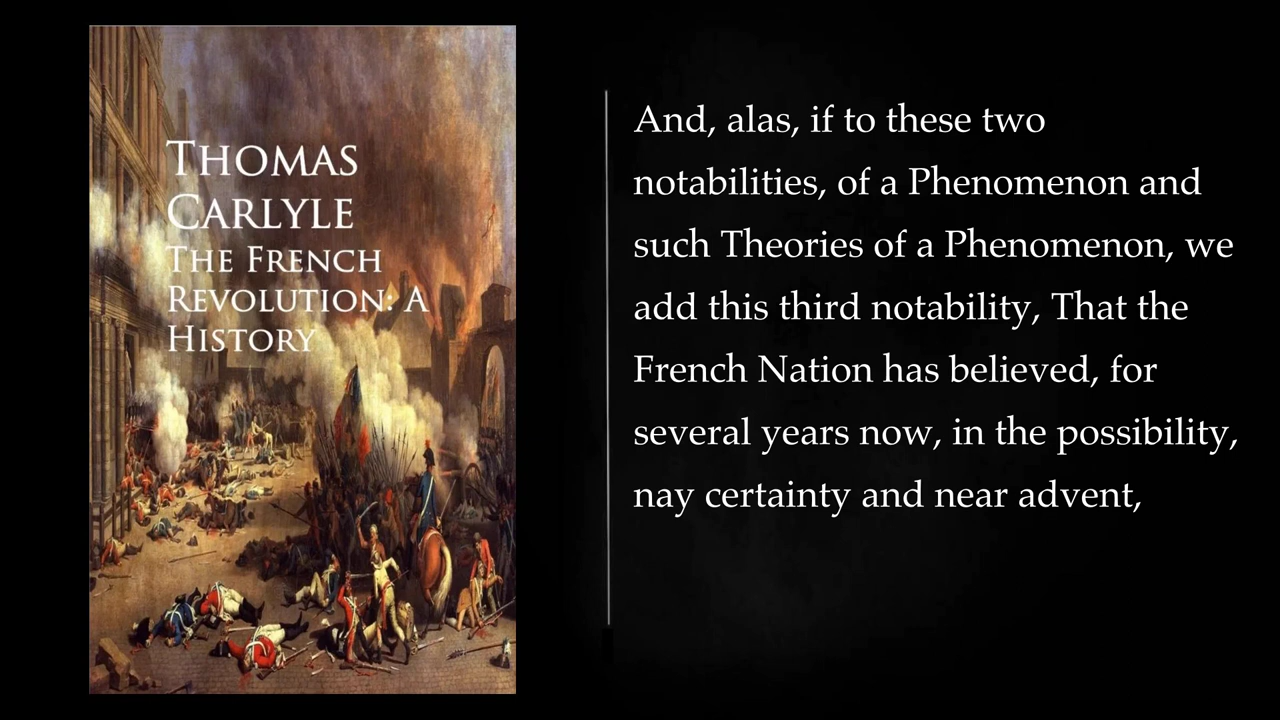 THOMAS
CARLYLE
THE FRENCH
REVOLUTION: A
HISTORY
And, alas, if to these two
notabilities, of a Phenomenon and
such Theories of a Phenomenon, we
add this third notability, That the
French Nation has believed, for
several years now, in the possibility,
nay certainty and near advent,